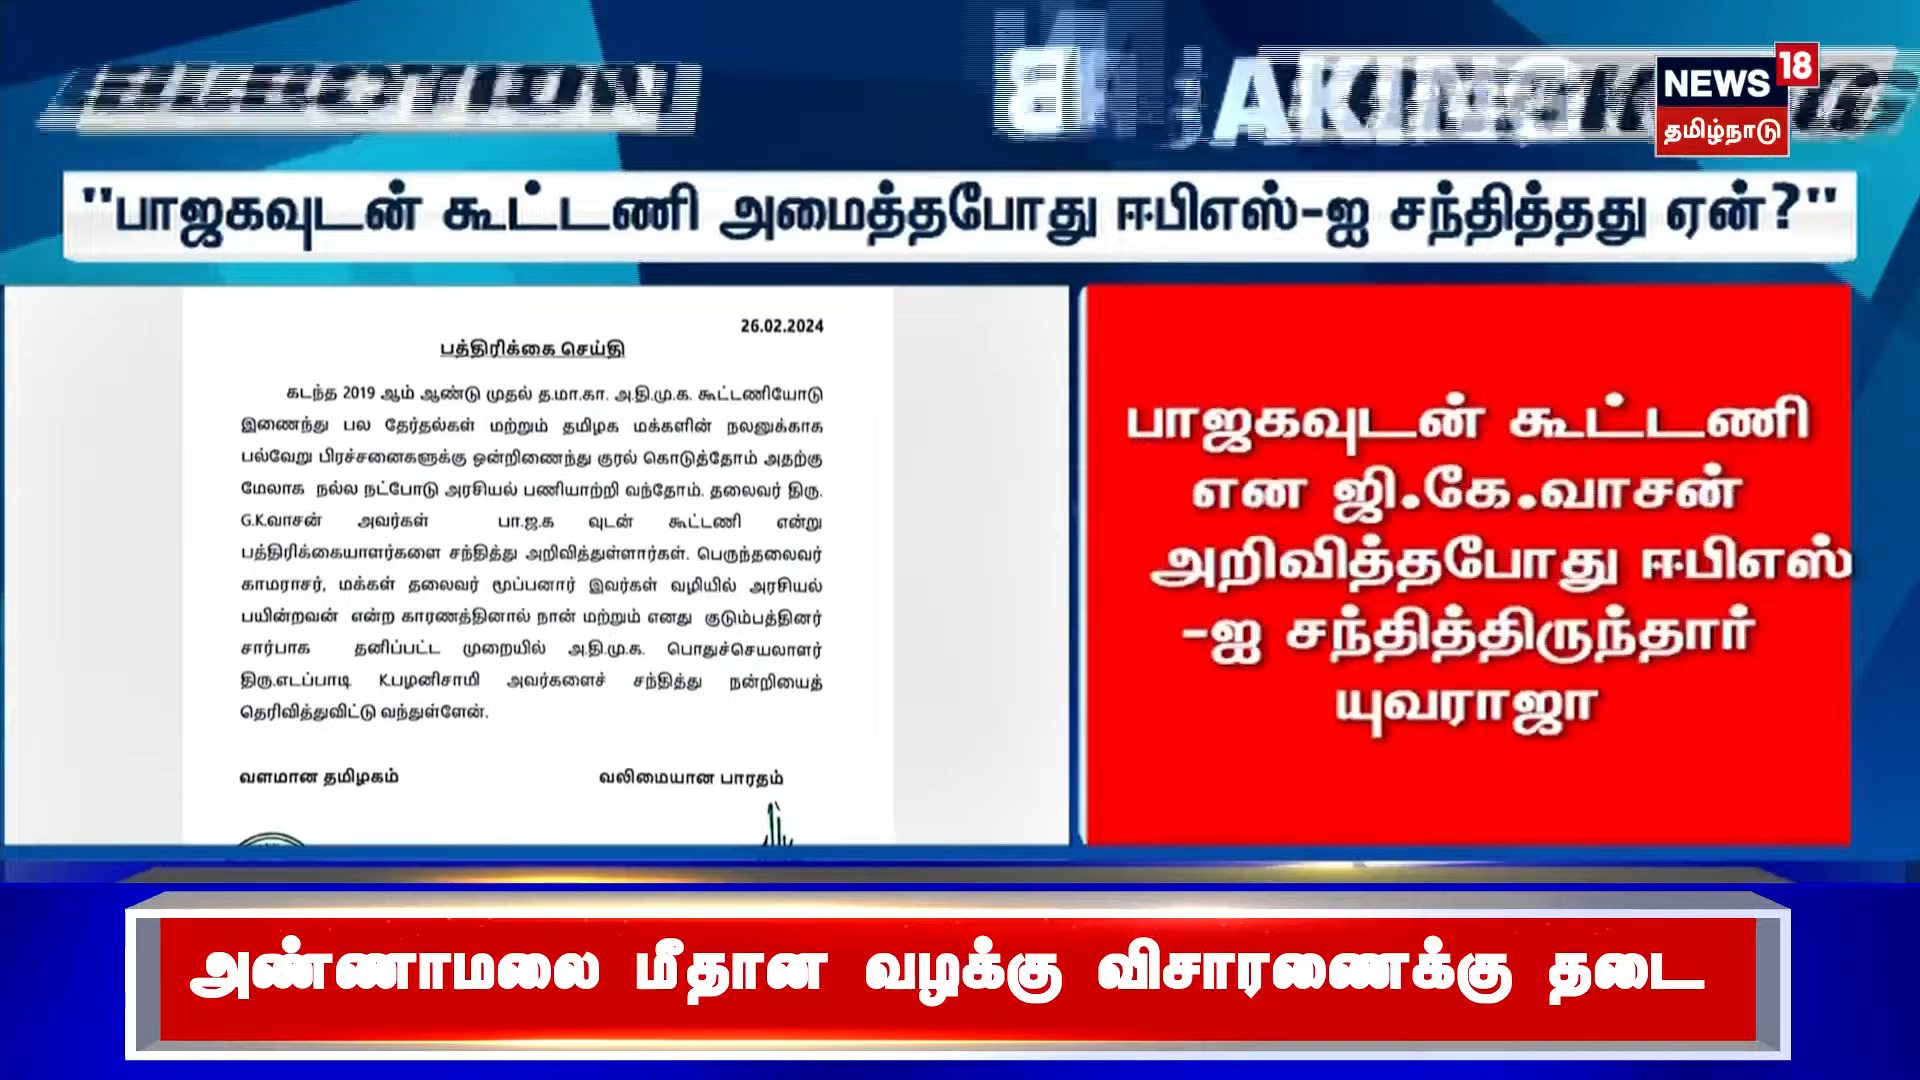 ELECTION
BREAKING
NEWS 18
தமிழ்நாடு
"பாஜகவுடன் கூட்டணி அமைத்தபோது ஈபிஎஸ்-ஐ சந்தித்தது ஏன்?"
26.02.2024
பத்திரிக்கை செய்தி
கடந்த 2019 ஆம் ஆண்டு முதல் த.மா.கா. அ.தி.மு.க. கூட்டணியோடு
இணைந்து பல தேர்தல்கள் மற்றும் தமிழக மக்களின் நலனுக்காக
பல்வேறு பிரச்சனைகளுக்கு ஒன்றிணைந்து குரல் கொடுத்தோம் அதற்கு
மேலாக நல்ல நட்போடு அரசியல் பணியாற்றி வந்தோம். தலைவர் திரு.
G.K.வாசன் அவர்கள் பா.ஜ.க வுடன் கூட்டணி என்று
பத்திரிக்கையாளர்களை சந்தித்து அறிவித்துள்ளார்கள். பெருந்தலைவர்
காமராசர், மக்கள் தலைவர் மூப்பனார் இவர்கள் வழியில் அரசியல்
பயின்றவன் என்ற காரணத்தினால் நான் மற்றும் எனது குடும்பத்தினர்
சார்பாக தனிப்பட்ட முறையில் அ.தி.மு.க. பொதுச்செயலாளர்
திரு.எடப்பாடி K.பழனிசாமி அவர்களைச் சந்தித்து நன்றியைத்
தெரிவித்துவிட்டு வந்துள்ளேன்.
வளமான தமிழகம் வலிமையான பாரதம்
பாஜகவுடன் கூட்டணி
என ஜி.கே.வாசன்
அறிவித்தபோது ஈபிஎஸ்
-ஐ சந்தித்திருந்தார்
யுவராஜா
அண்ணாமலை மீதான வழக்கு விசாரணைக்கு தடை